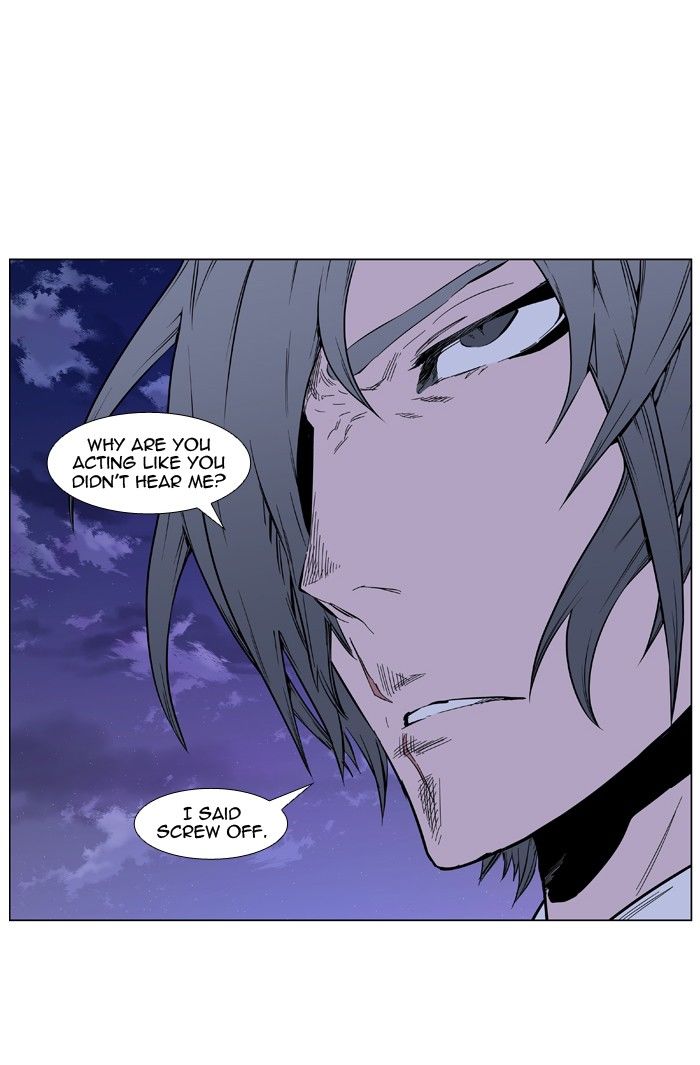 WHY ARE YOU
ACTING LIKE YOU
DIDN'T HEAR ME?
I SAID
SCREW OFF.